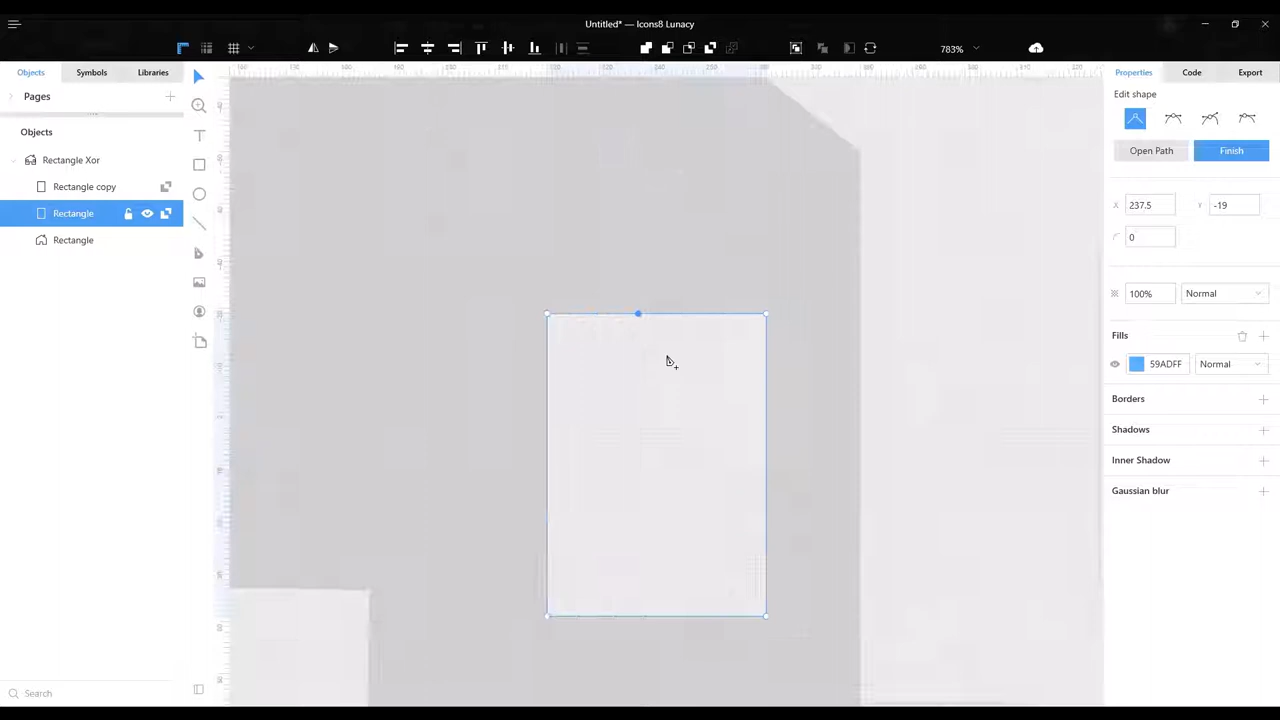 Untitled* — Icons8 Lunacy
783%
Objects
Symbols
Libraries
Pages
Objects
Rectangle Xor
Rectangle copy
Rectangle
Rectangle
Search
Properties
Code
Export
Edit shape
Open Path
Finish
X 237.5
Y -19
0
100%
Normal
Fills
59ADFF
Normal
Borders
Shadows
Inner Shadow
Gaussian blur